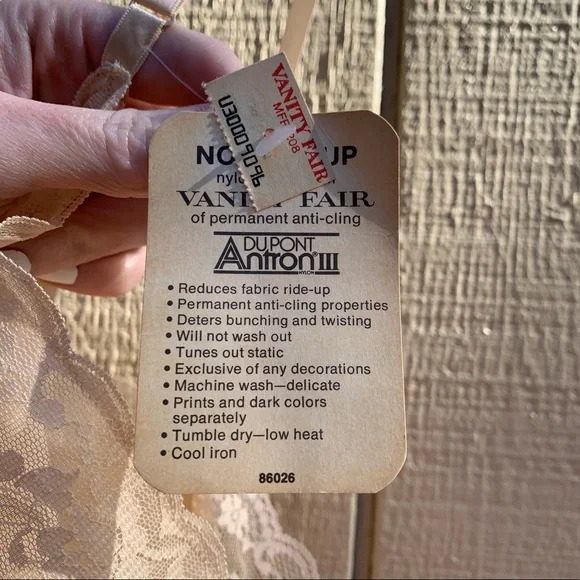 VANITY FAIR
U30009096
NO UP
VANITY FAIR
of permanent anti-cling
DUPONT
Antron III
NYLON
• Reduces fabric ride-up
• Permanent anti-cling properties
• Deters bunching and twisting
• Will not wash out
• Tunes out static
• Exclusive of any decorations
• Machine wash—delicate
• Prints and dark colors
separately
• Tumble dry—low heat
• Cool iron
86026